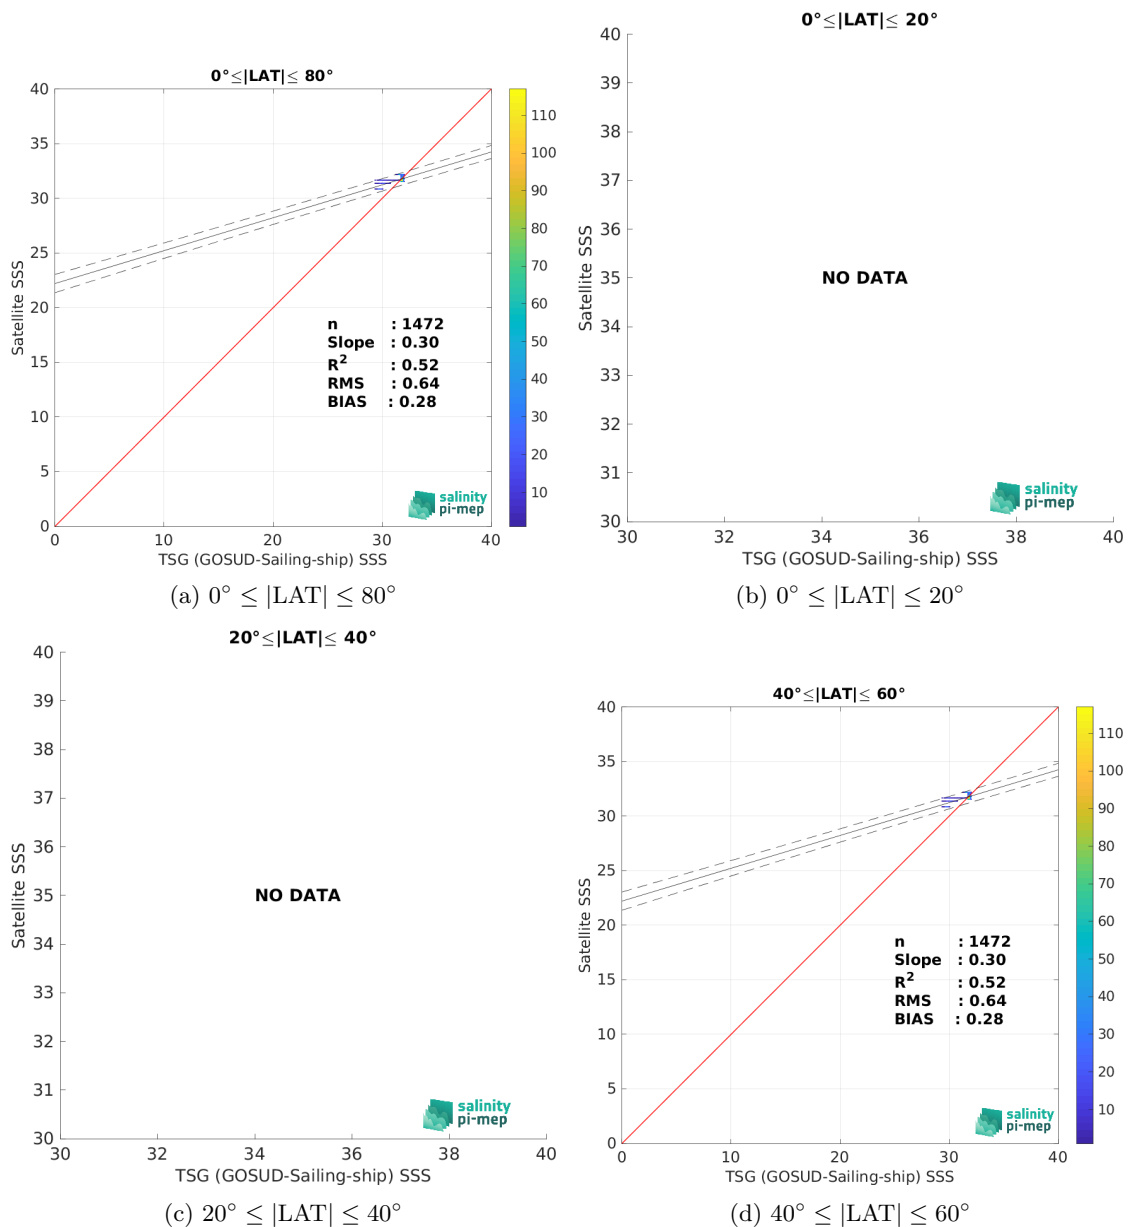 0°≤|LAT|≤ 80°
40
35
30
25
20
15
10
5
0
0
10
20
30
40
Satellite SSS
TSG (GOSUD-Sailing-ship) SSS
n : 1472
Slope : 0.30
R² : 0.52
RMS : 0.64
BIAS : 0.28
salinity
pi-mep
110
100
90
80
70
60
50
40
30
20
10
(a) 0° ≤ |LAT| ≤ 80°
0°≤|LAT|≤ 20°
40
39
38
37
36
35
34
33
32
31
30
30
32
34
36
38
40
Satellite SSS
NO DATA
salinity
pi-mep
TSG (GOSUD-Sailing-ship) SSS
(b) 0° ≤ |LAT| ≤ 20°
20°≤|LAT|≤ 40°
40
39
38
37
36
35
34
33
32
31
30
30
32
34
36
38
40
Satellite SSS
NO DATA
salinity
pi-mep
TSG (GOSUD-Sailing-ship) SSS
(c) 20° ≤ |LAT| ≤ 40°
40°≤|LAT|≤ 60°
40
35
30
25
20
15
10
5
0
0
10
20
30
40
Satellite SSS
n : 1472
Slope : 0.30
R² : 0.52
RMS : 0.64
BIAS : 0.28
salinity
pi-mep
TSG (GOSUD-Sailing-ship) SSS
110
100
90
80
70
60
50
40
30
20
10
(d) 40° ≤ |LAT| ≤ 60°